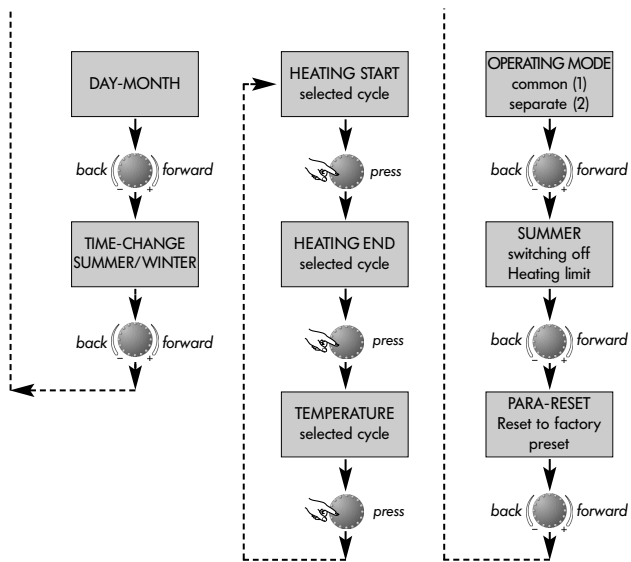 DAY-MONTH
back
forward
- +
TIME-CHANGE
SUMMER/WINTER
back
forward
- +
HEATING START
selected cycle
press
HEATING END
selected cycle
press
TEMPERATURE
selected cycle
press
OPERATING MODE
common (1)
separate (2)
back
forward
- +
SUMMER
switching off
Heating limit
back
forward
- +
PARA-RESET
Reset to factory
preset
back
forward
- +